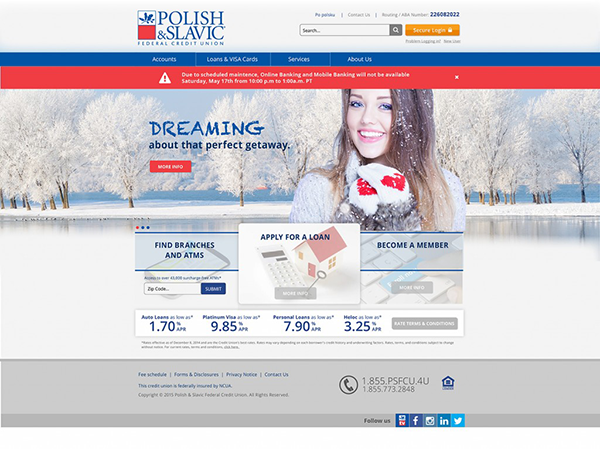 POLISH
&SLAVIC®
FEDERAL CREDIT UNION
Po polsku | Contact Us | Routing / ABA Number: 226082022
Search...
Secure Login
Problem Logging in? New User
Accounts
Loans & VISA Cards
Services
About Us
Due to scheduled maintence, Online Banking and Mobile Banking will not be available
Saturday, May 17th from 10:00 p.m to 1:00a.m. PT
DREAMING
about that perfect getaway.
MORE INFO
FIND BRANCHES
AND ATMS
Access to over 43,000 surcharge free ATMs*
Zip Code...
SUBMIT
APPLY FOR A LOAN
MORE INFO
BECOME A MEMBER
MORE INFO
Auto Loans as low as*
1.70 % APR
Platinum Visa as low as*
9.85 % APR
Personal Loans as low as*
7.90 % APR
Heloc as low as*
3.25 % APR
RATE TERMS & CONDITIONS
*Rates effective as of December 9, 2014 and are the Credit Union's best rates. Rates may vary depending on each borrower's credit history and underwriting factors. Rates, terms, and conditions subject to change
without notice. For current rates, terms, and conditions, click here.
Fee schedule | Terms & Disclosures | Privacy Notice | Contact Us
This credit union is federally insured by NCUA.
Copyright © 2015 Polish & Slavic Federal Credit Union. All Rights Reserved.
1.855.PSFCU.4U
1.855.773.2848
Follow us